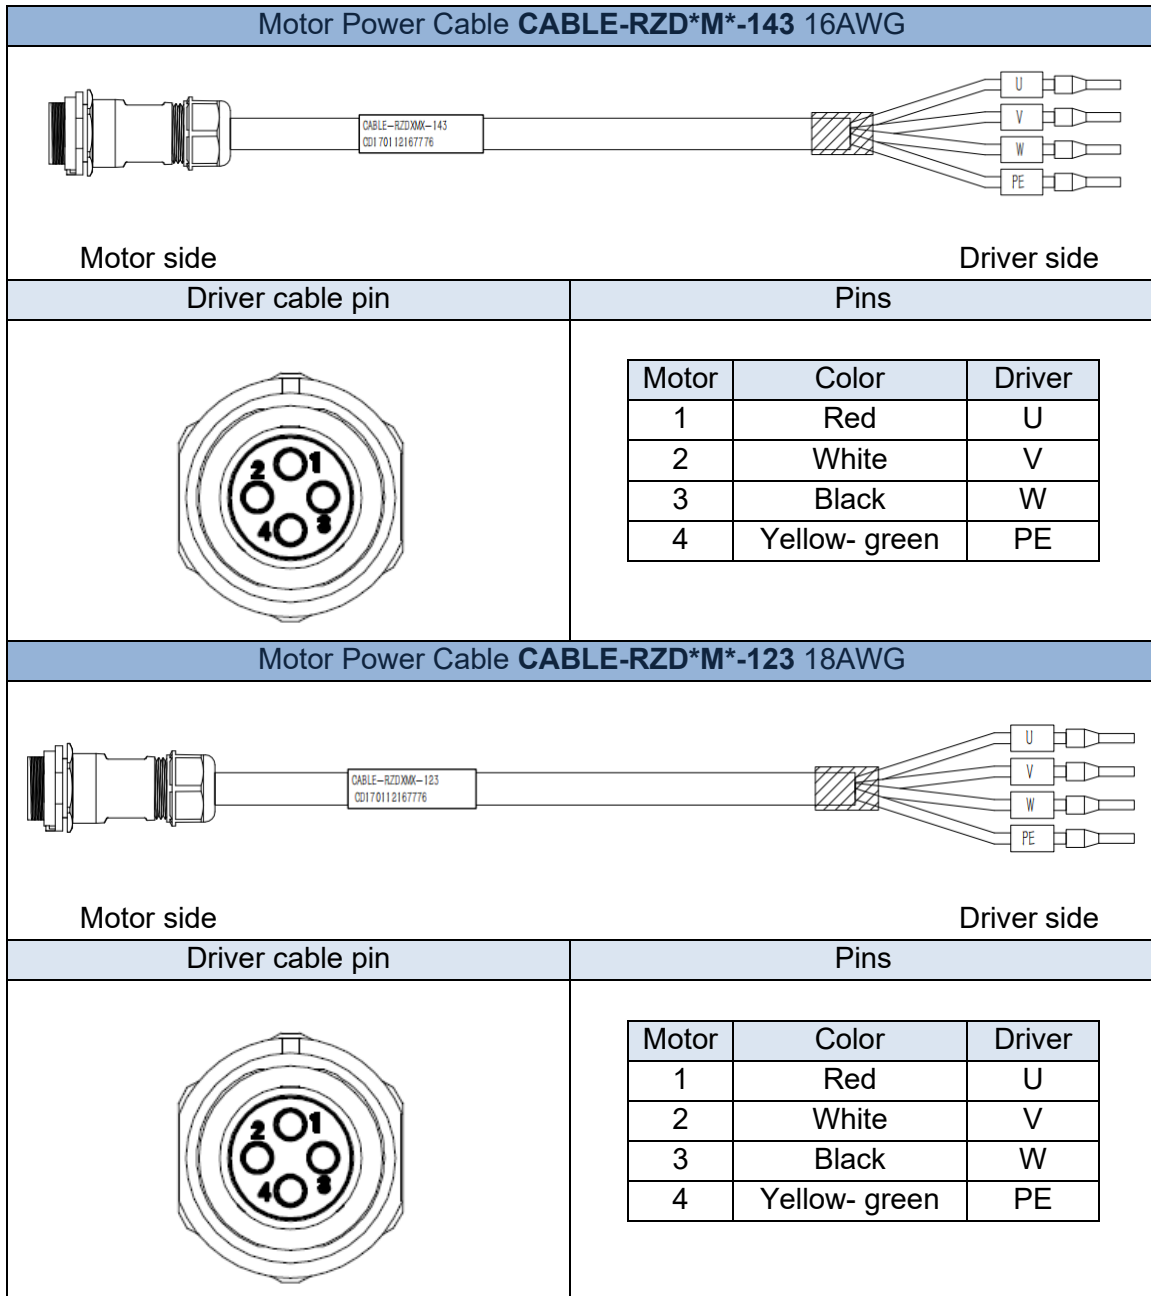 Motor Power Cable CABLE-RZD*M*-143 16AWG
U
CABLE-RZDXMX-143
V
CD170112167776
W
PE
Motor side Driver side
Driver cable pin Pins
Motor Color Driver
1 Red U
2 White V
3 Black W
4 Yellow- green PE
2 1
4 3
Motor Power Cable CABLE-RZD*M*-123 18AWG
U
CABLE-RZDXMX-123
V
CD170112167776
W
PE
Motor side Driver side
Driver cable pin Pins
Motor Color Driver
1 Red U
2 White V
3 Black W
4 Yellow- green PE
2 1
4 3